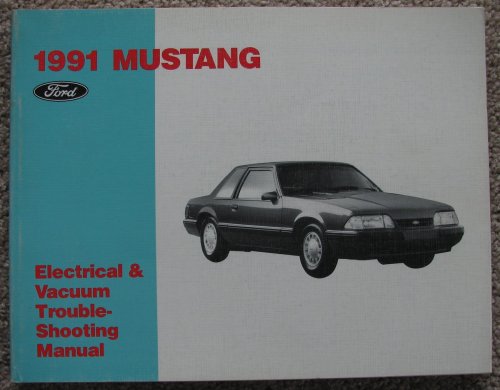 1991 MUSTANG
Ford
Electrical &
Vacuum
Trouble-
Shooting
Manual